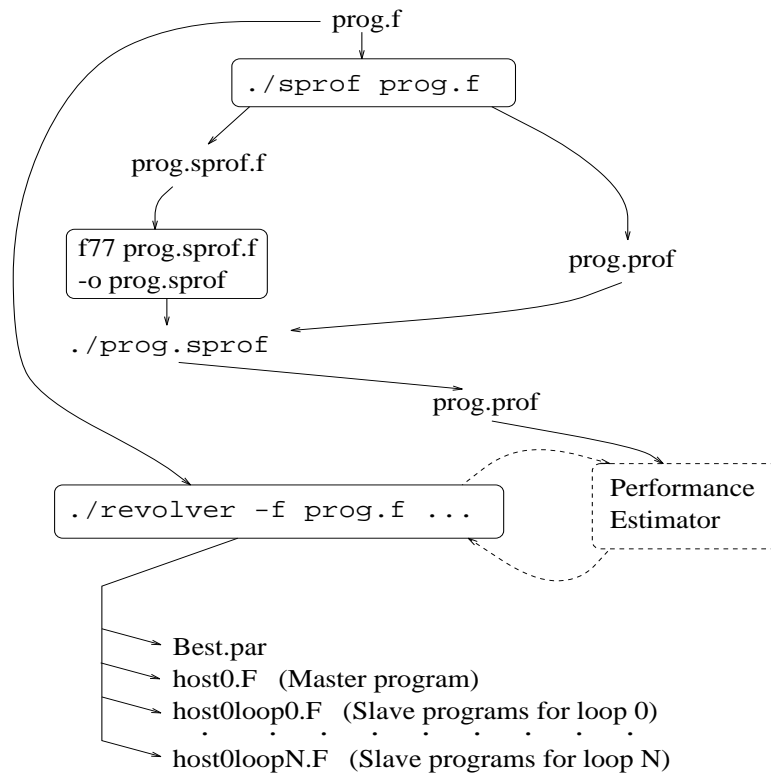 prog.f
./sprof prog.f
prog.sprof.f
f77 prog.sprof.f
-o prog.sprof
prog.prof
./prog.sprof
prog.prof
./revolver -f prog.f ...
Performance
Estimator
Best.par
host0.F (Master program)
host0loop0.F (Slave programs for loop 0)
. . . . . . . . .
host0loopN.F (Slave programs for loop N)